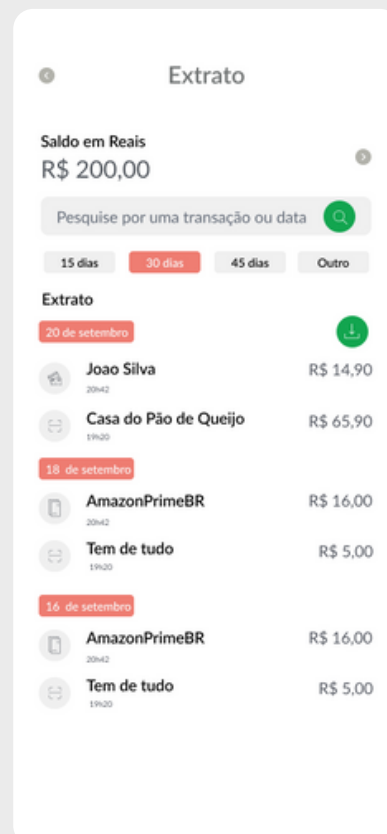 Extrato
Saldo em Reais
R$ 200,00
Pesquise por uma transação ou data
15 dias 30 dias 45 dias Outro
Extrato
20 de setembro
Joao Silva R$ 14,90
20h42
Casa do Pão de Queijo R$ 65,90
19h20
18 de setembro
AmazonPrimeBR R$ 16,00
20h42
Tem de tudo R$ 5,00
19h20
16 de setembro
AmazonPrimeBR R$ 16,00
20h42
Tem de tudo R$ 5,00
19h20